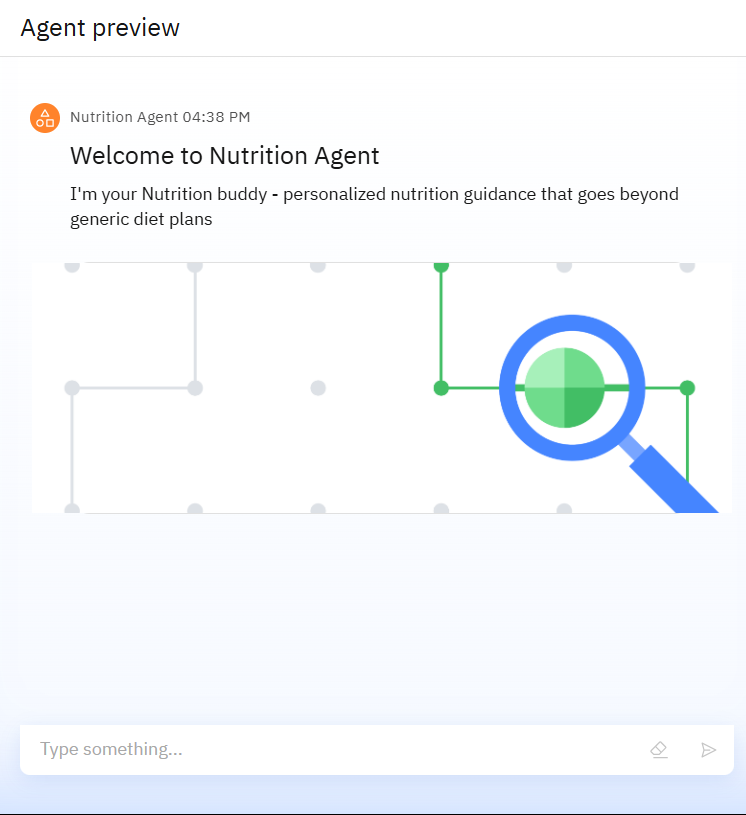 Agent preview
Nutrition Agent 04:38 PM
Welcome to Nutrition Agent
I'm your Nutrition buddy - personalized nutrition guidance that goes beyond
generic diet plans
Type something...